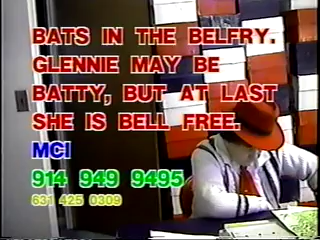 BATS IN THE BELFRY.
GLENNIE MAY BE
BATTY, BUT AT LAST
SHE IS BELL FREE.
MCI
914 949 9495
631 425 0309